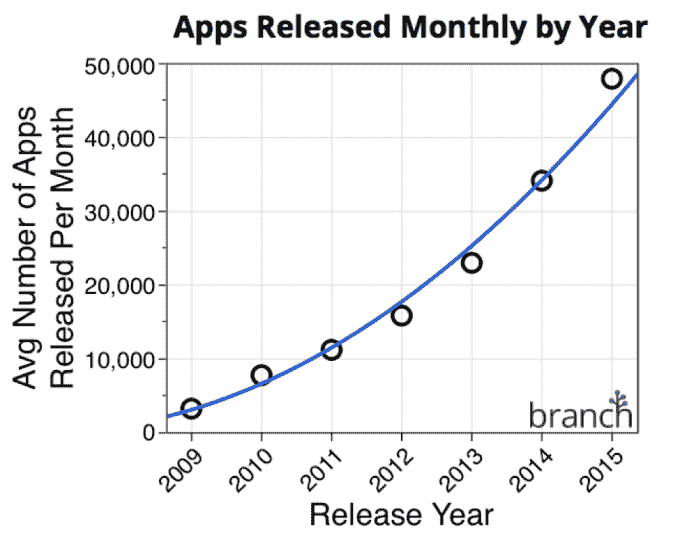 Apps Released Monthly by Year
Avg Number of Apps
Released Per Month
50,000
40,000
30,000
20,000
10,000
0
2009
2010
2011
2012
2013
2014
2015
Release Year
branch